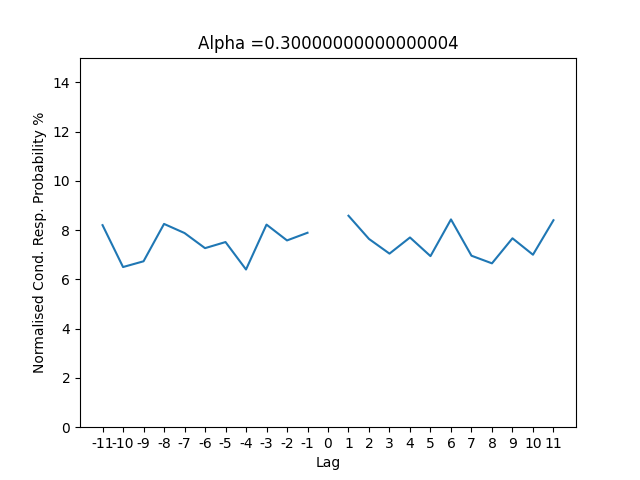 Alpha =0.30000000000000004
Normalised Cond. Resp. Probability %
14
12
10
8
6
4
2
0
-11 -10 -9 -8 -7 -6 -5 -4 -3 -2 -1 0 1 2 3 4 5 6 7 8 9 10 11
Lag